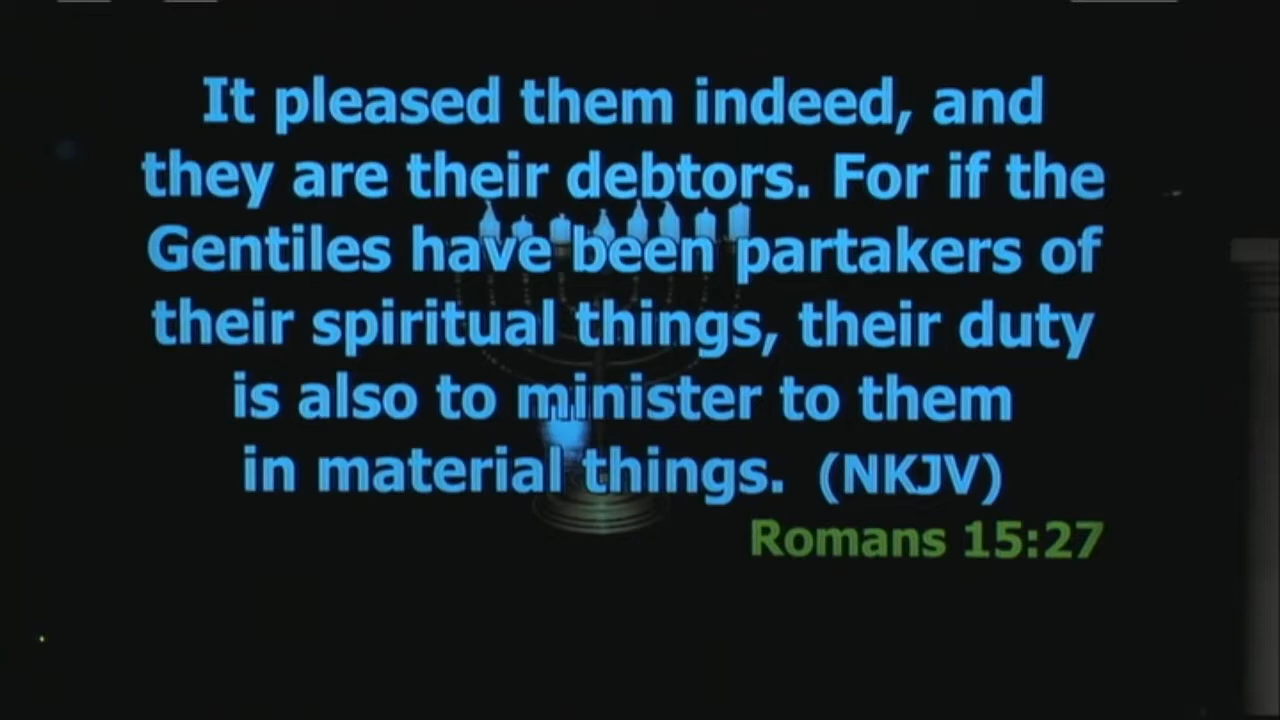 It pleased them indeed, and
they are their debtors. For if the
Gentiles have been partakers of
their spiritual things, their duty
is also to minister to them
in material things. (NKJV)
Romans 15:27